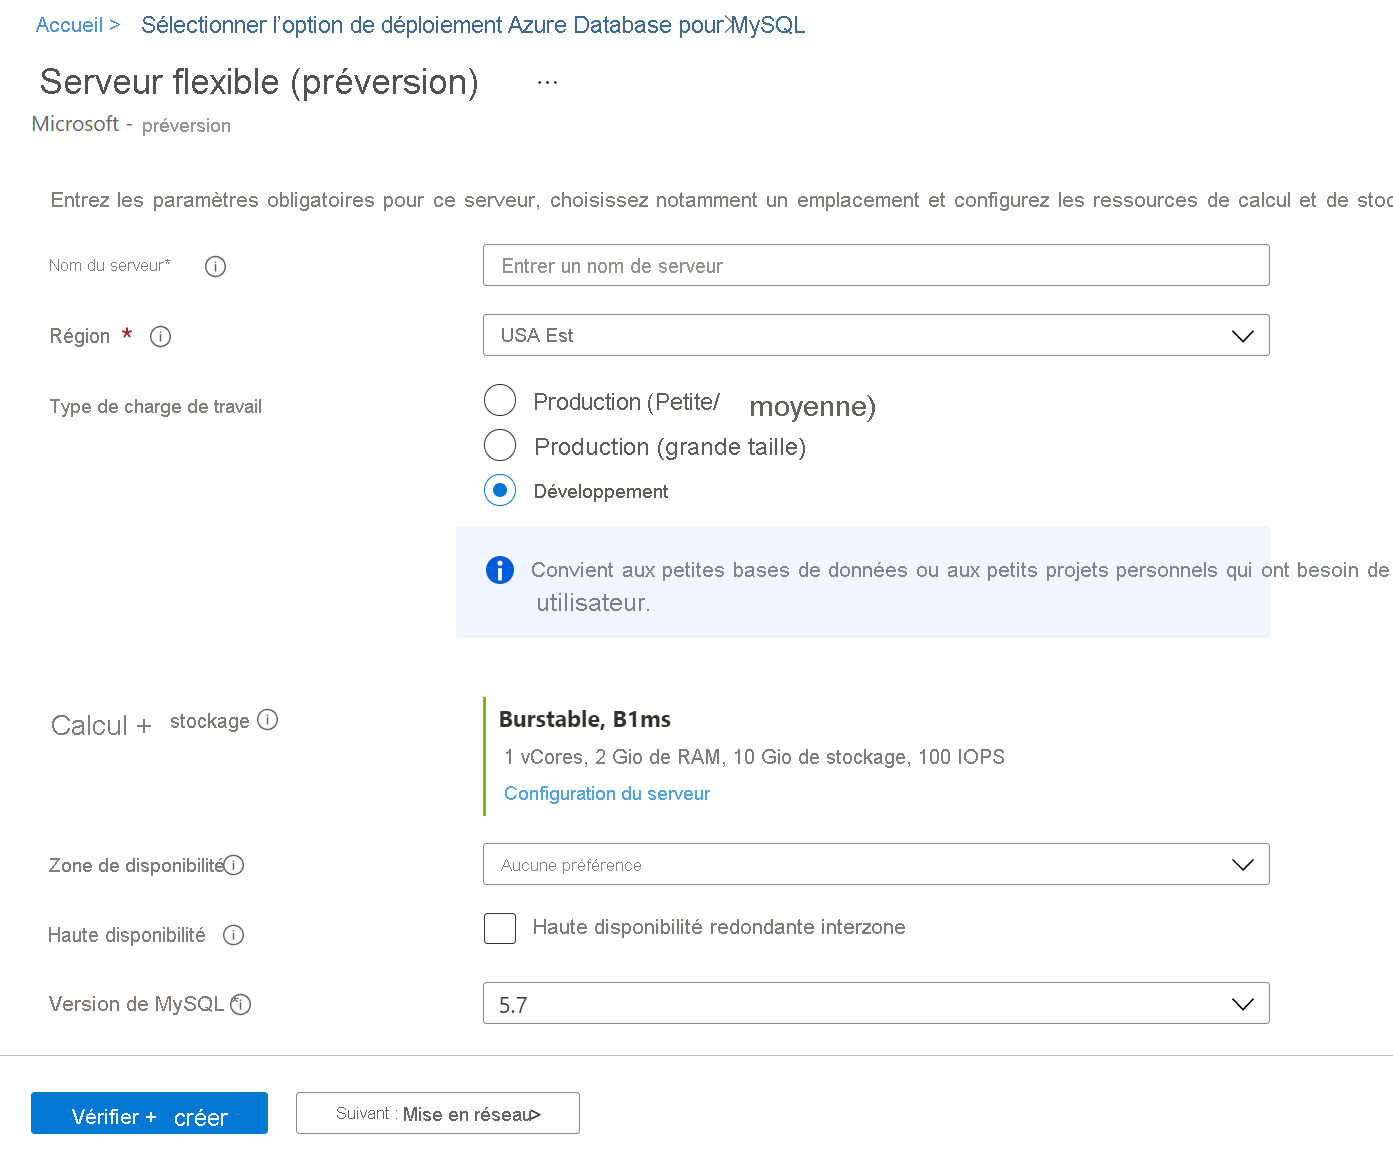 Accueil > Sélectionner l'option de déploiement Azure Database pour MySQL >
Serveur flexible (préversion) ...
Microsoft - préversion
Entrez les paramètres obligatoires pour ce serveur, choisissez notamment un emplacement et configurez les ressources de calcul et de stoc
Nom du serveur* Entrer un nom de serveur
Région * USA Est
Type de charge de travail
Production (Petite/ moyenne)
Production (grande taille)
Développement
Convient aux petites bases de données ou aux petits projets personnels qui ont besoin de
utilisateur.
Calcul + stockage
Burstable, B1ms
1 vCores, 2 Gio de RAM, 10 Gio de stockage, 100 IOPS
Configuration du serveur
Zone de disponibilité Aucune préférence
Haute disponibilité Haute disponibilité redondante interzone
Version de MySQL * 5.7
Vérifier + créer Suivant : Mise en réseau >